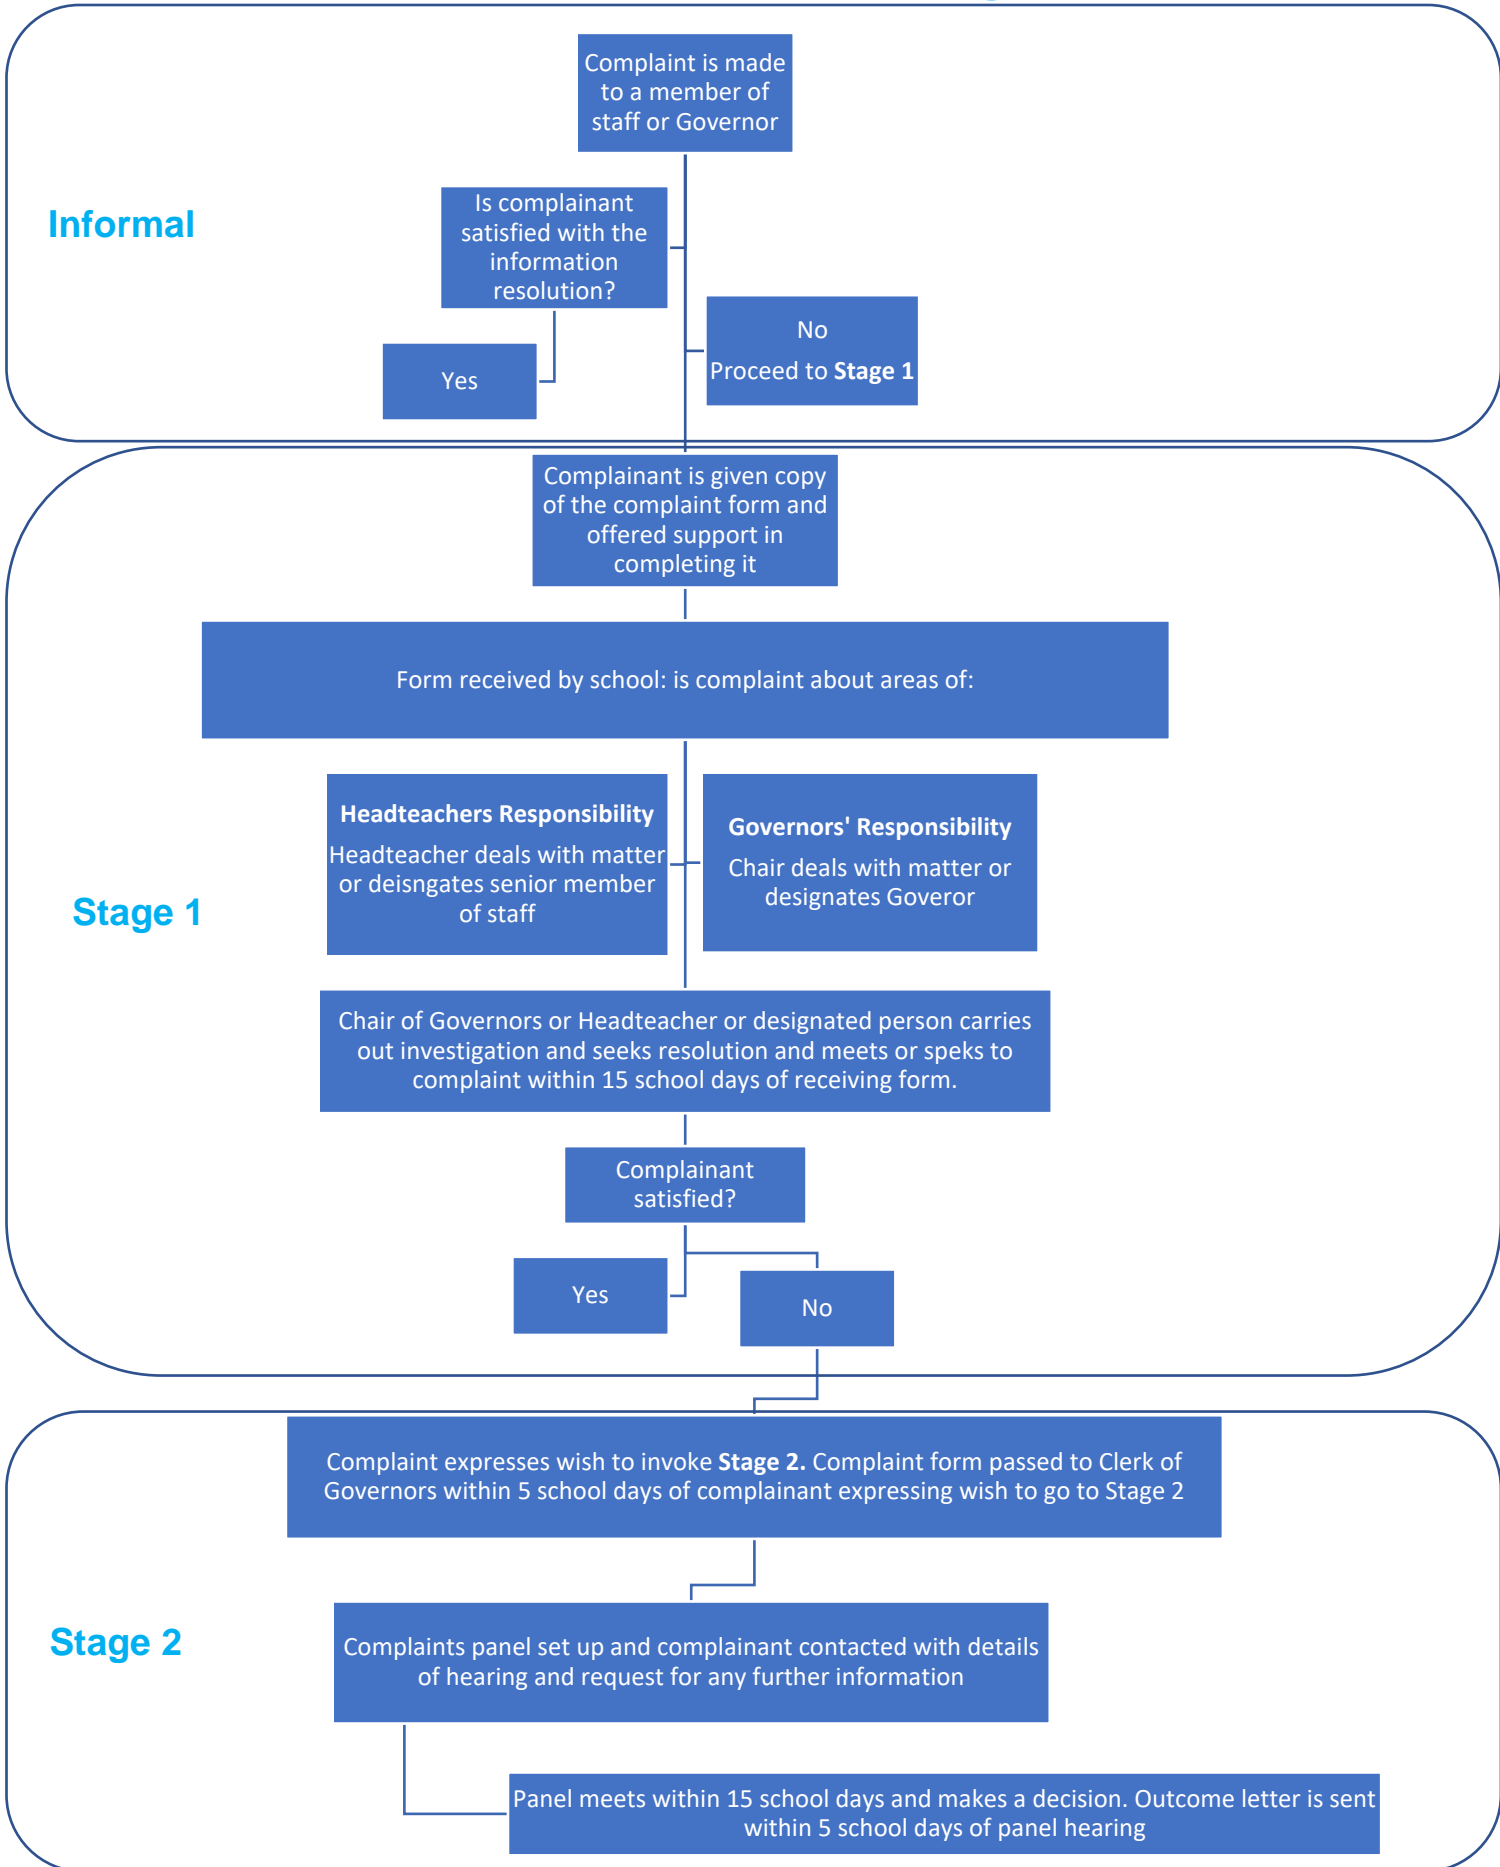 Complaint is made
to a member of
staff or Governor
Informal
Is complainant
satisfied with the
information
resolution?
No
Proceed to Stage 1
Yes
Complainant is given copy
of the complaint form and
offered support in
completing it
Form received by school: is complaint about areas of:
Headteachers Responsibility
Headteacher deals with matter
or deisngates senior member
of staff
Governors' Responsibility
Chair deals with matter or
designates Goveror
Stage 1
Chair of Governors or Headteacher or designated person carries
out investigation and seeks resolution and meets or speks to
complaint within 15 school days of receiving form.
Complainant
satisfied?
Yes
No
Complaint expresses wish to invoke Stage 2. Complaint form passed to Clerk of
Governors within 5 school days of complainant expressing wish to go to Stage 2
Stage 2
Complaints panel set up and complainant contacted with details
of hearing and request for any further information
Panel meets within 15 school days and makes a decision. Outcome letter is sent
within 5 school days of panel hearing